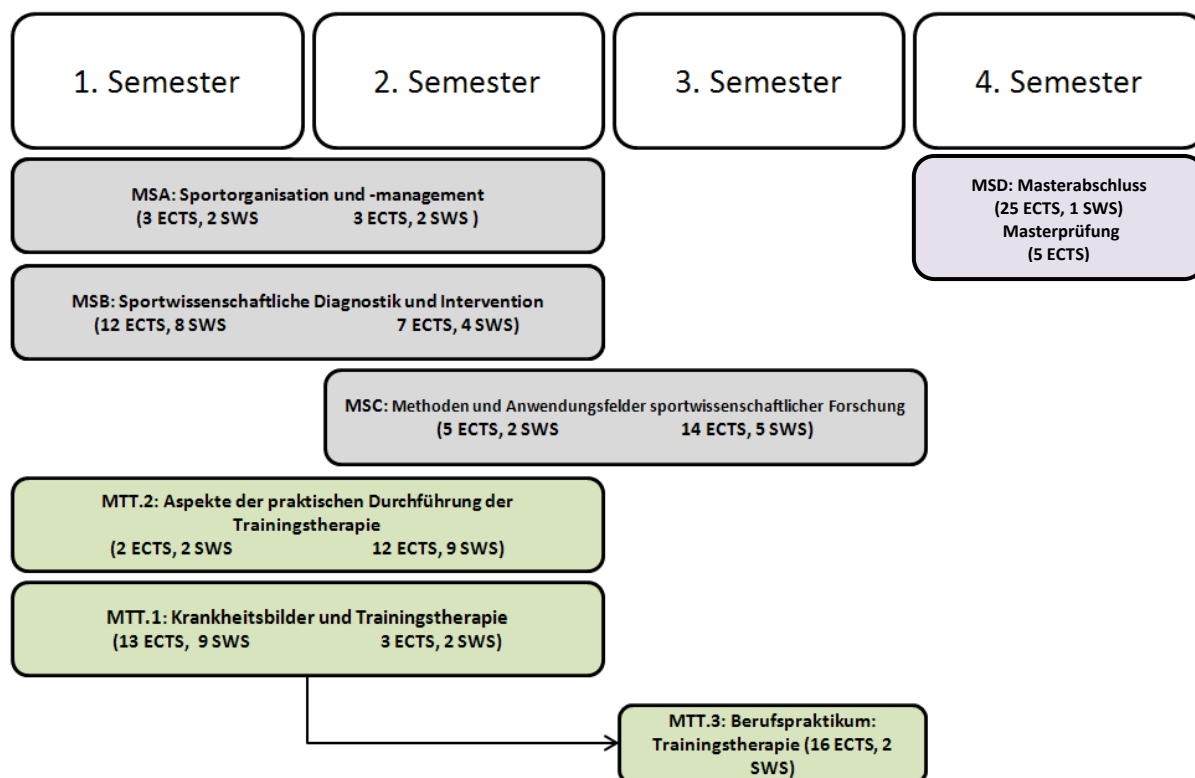 1. Semester
2. Semester
3. Semester
4. Semester
MSA: Sportorganisation und -management
(3 ECTS, 2 SWS 3 ECTS, 2 SWS )
MSD: Masterabschluss
(25 ECTS, 1 SWS)
Masterprüfung
(5 ECTS)
MSB: Sportwissenschaftliche Diagnostik und Intervention
(12 ECTS, 8 SWS 7 ECTS, 4 SWS)
MSC: Methoden und Anwendungsfelder sportwissenschaftlicher Forschung
(5 ECTS, 2 SWS 14 ECTS, 5 SWS)
MTT.2: Aspekte der praktischen Durchführung der
Trainingstherapie
(2 ECTS, 2 SWS 12 ECTS, 9 SWS)
MTT.1: Krankheitsbilder und Trainingstherapie
(13 ECTS, 9 SWS 3 ECTS, 2 SWS)
MTT.3: Berufspraktikum:
Trainingstherapie (16 ECTS, 2
SWS)